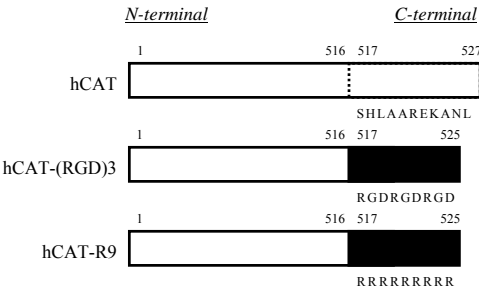 N-terminal C-terminal
1 516 517 527
hCAT
SHLAAREKANL
1 516 517 525
hCAT-(RGD)3
RGDRGDRGD
1 516 517 525
hCAT-R9
RRRRRRRRR